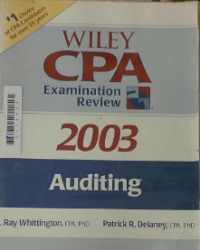 #1 Choice
of CPA Candidates
for over 25 years
WILEY
CPA
Examination
Review
2003
Auditing
. Ray Whittington, CPA, PhD
Patrick R. Delaney, CPA, PhD